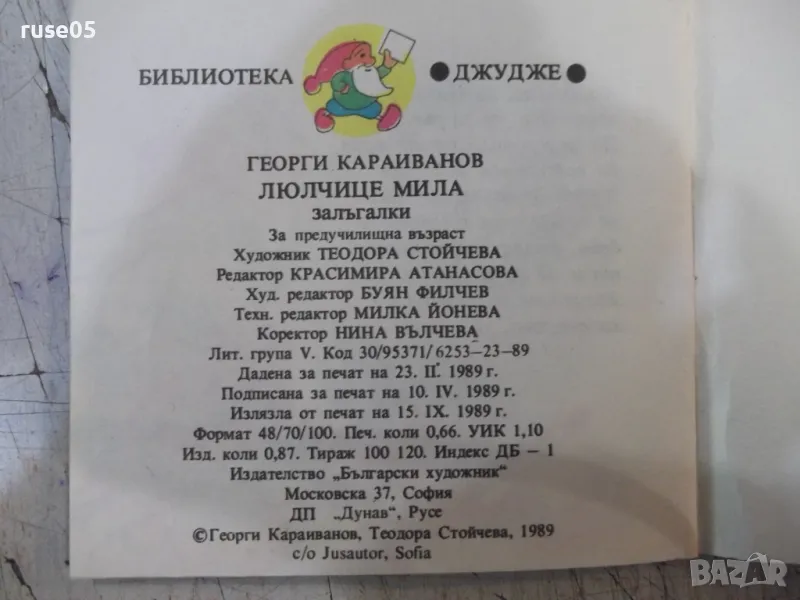 ruse05
БИБЛИОТЕКА ● ДЖУДЖЕ ●
ГЕОРГИ КАРАИВАНОВ
ЛЮЛЧИЦЕ МИЛА
ЗАЛЪГАЛКИ
За предучилищна възраст
Художник ТЕОДОРА СТОЙЧЕВА
Редактор КРАСИМИРА АТАНАСОВА
Худ. редактор БУЯН ФИЛЧЕВ
Техн. редактор МИЛКА ЙОНЕВА
Коректор НИНА ВЪЛЧЕВА
Лит. група V. Код 30/95371/6253—23—89
Дадена за печат на 23. II. 1989 г.
Подписана за печат на 10. IV. 1989 г.
Излязла от печат на 15. IX. 1989 г.
Формат 48/70/100. Печ. коли 0,66. УИК 1,10
Изд. коли 0,87. Тираж 100 120. Индекс ДБ — 1
Издателство „Български художник"
Московска 37, София
ДП „Дунав", Русе
©Георги Караиванов, Теодора Стойчева, 1989
c/o Jusautor, Sofia
BAZAR